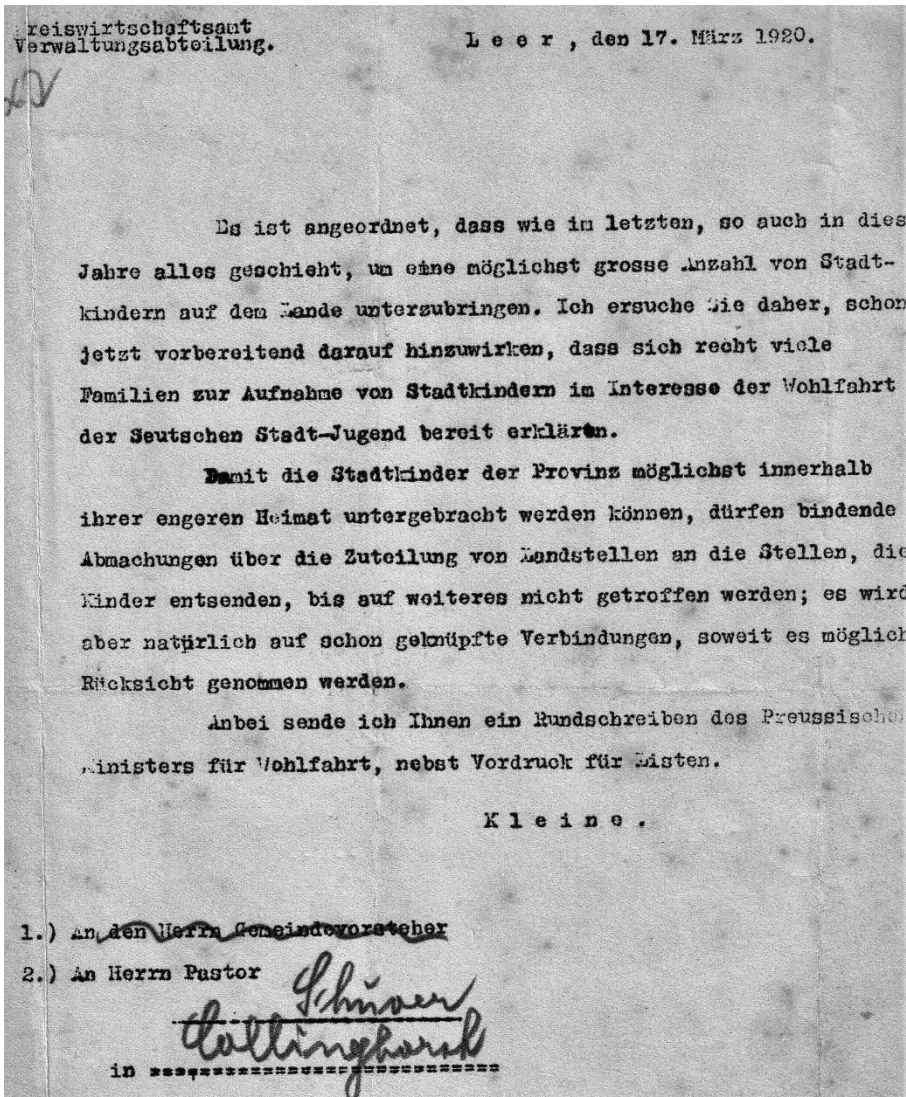 reiswirtschaftsamt
Verwaltungsabteilung.
L e e r , den 17. März 1920.
Es ist angeordnet, dass wie im letzten, so auch in dies
Jahre alles geschieht, um eine möglichst grosse Anzahl von Stadt-
kindern auf dem Lande unterzubringen. Ich ersuche Sie daher, schon
jetzt vorbereitend darauf hinzuwirken, dass sich recht viele
Familien zur Aufnahme von Stadtkindern im Interesse der Wohlfahrt
der Seutschen Stadt-Jugend bereit erklären.
Damit die Stadtkinder der Provinz möglichst innerhalb
ihrer engeren Heimat untergebracht werden können, dürfen bindende
Abmachungen über die Zuteilung von Landstellen an die Stellen, die
Kinder entsenden, bis auf weiteres nicht getroffen werden; es wird
aber natürlich auf schon geknüpfte Verbindungen, soweit es möglich
Rücksicht genommen werden.
Anbei sende ich Ihnen ein Rundschreiben des Preussischen
Ministers für Wohlfahrt, nebst Vordruck für Listen.
K l e i n e .
1.) An den Herrn Gemeindevorsteher
2.) An Herrn Pastor
Schüver
Collinghorst
in